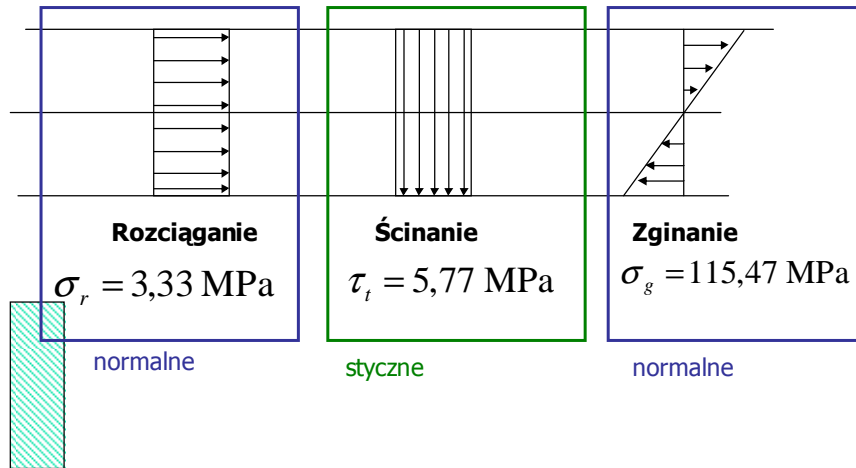 Rozciąganie
σ_r = 3,33 MPa
normalne
Ścinanie
τ_t = 5,77 MPa
styczne
Zginanie
σ_g = 115,47 MPa
normalne